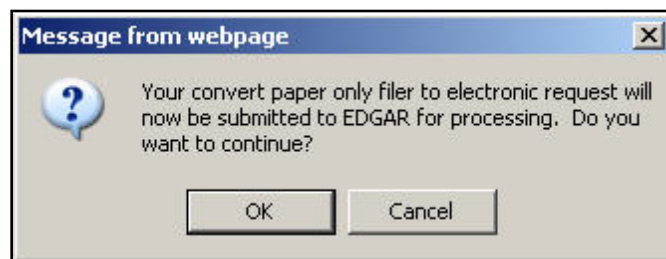 Message from webpage
Your convert paper only filer to electronic request will
now be submitted to EDGAR for processing. Do you
want to continue?
OK Cancel